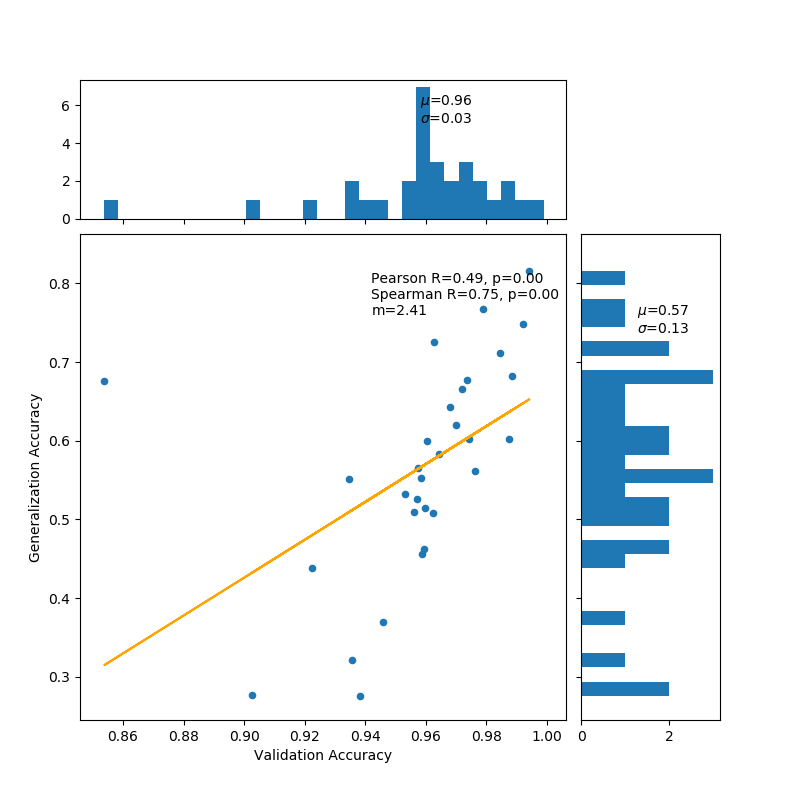 6
4
2
0
μ=0.96
σ=0.03
0.8
0.7
0.6
0.5
0.4
0.3
Generalization Accuracy
Pearson R=0.49, p=0.00
Spearman R=0.75, p=0.00
m=2.41
μ=0.57
σ=0.13
0.86 0.88 0.90 0.92 0.94 0.96 0.98 1.00
Validation Accuracy
0 2